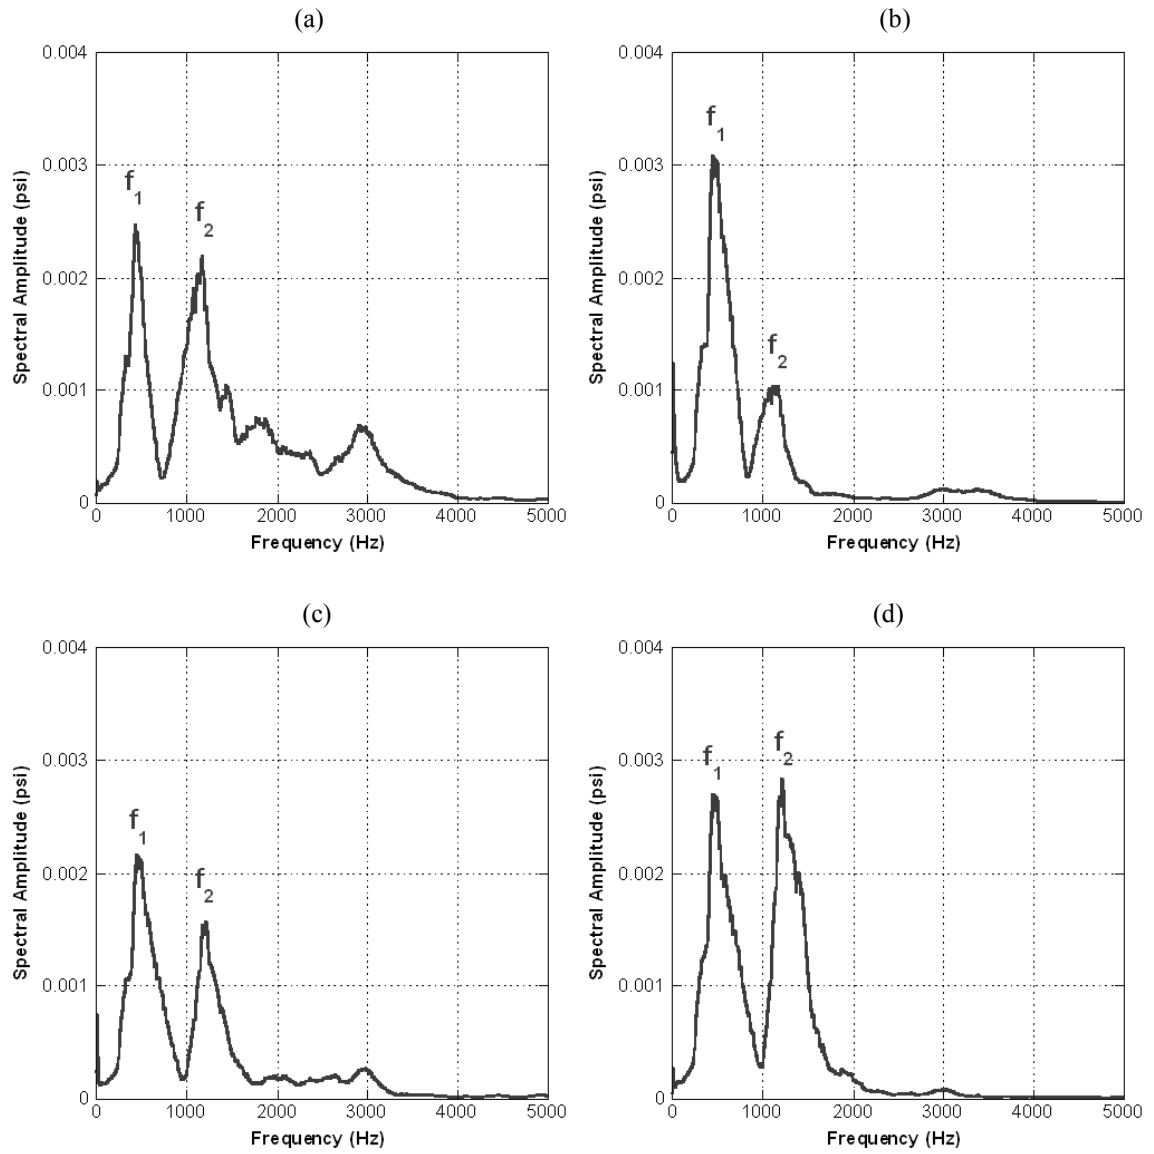 (a)
0.004
0.003
0.002
0.001
0
Spectral Amplitude (psi)
f1
f2
0 1000 2000 3000 4000 5000
Frequency (Hz)
(b)
0.004
0.003
0.002
0.001
0
Spectral Amplitude (psi)
f1
f2
0 1000 2000 3000 4000 5000
Frequency (Hz)
(c)
0.004
0.003
0.002
0.001
0
Spectral Amplitude (psi)
f1
f2
0 1000 2000 3000 4000 5000
Frequency (Hz)
(d)
0.004
0.003
0.002
0.001
0
Spectral Amplitude (psi)
f1
f2
0 1000 2000 3000 4000 5000
Frequency (Hz)